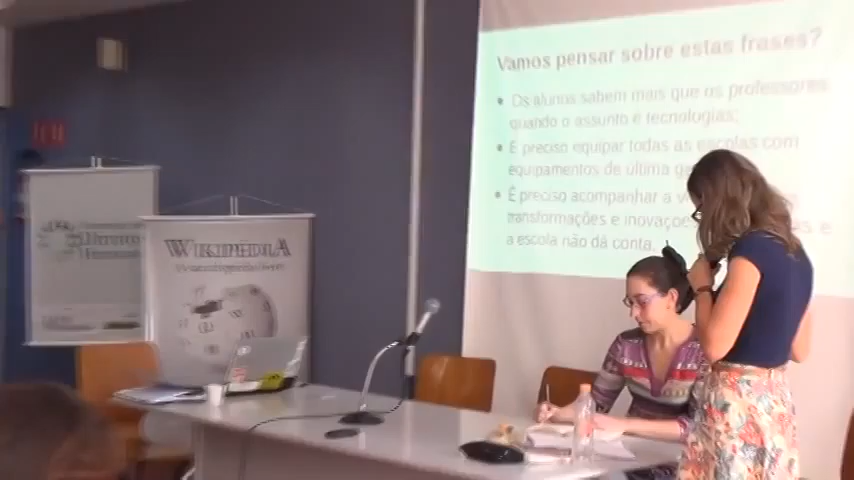 Vamos pensar sobre estas frases?
• Os alunos sabem mais que os professores
quando o assunto é tecnologias;
• É preciso equipar todas as escolas com
equipamentos de última
• É preciso acompanhar a
transformações e inovações e
a escola não dá conta.
WIKIPÉDIA